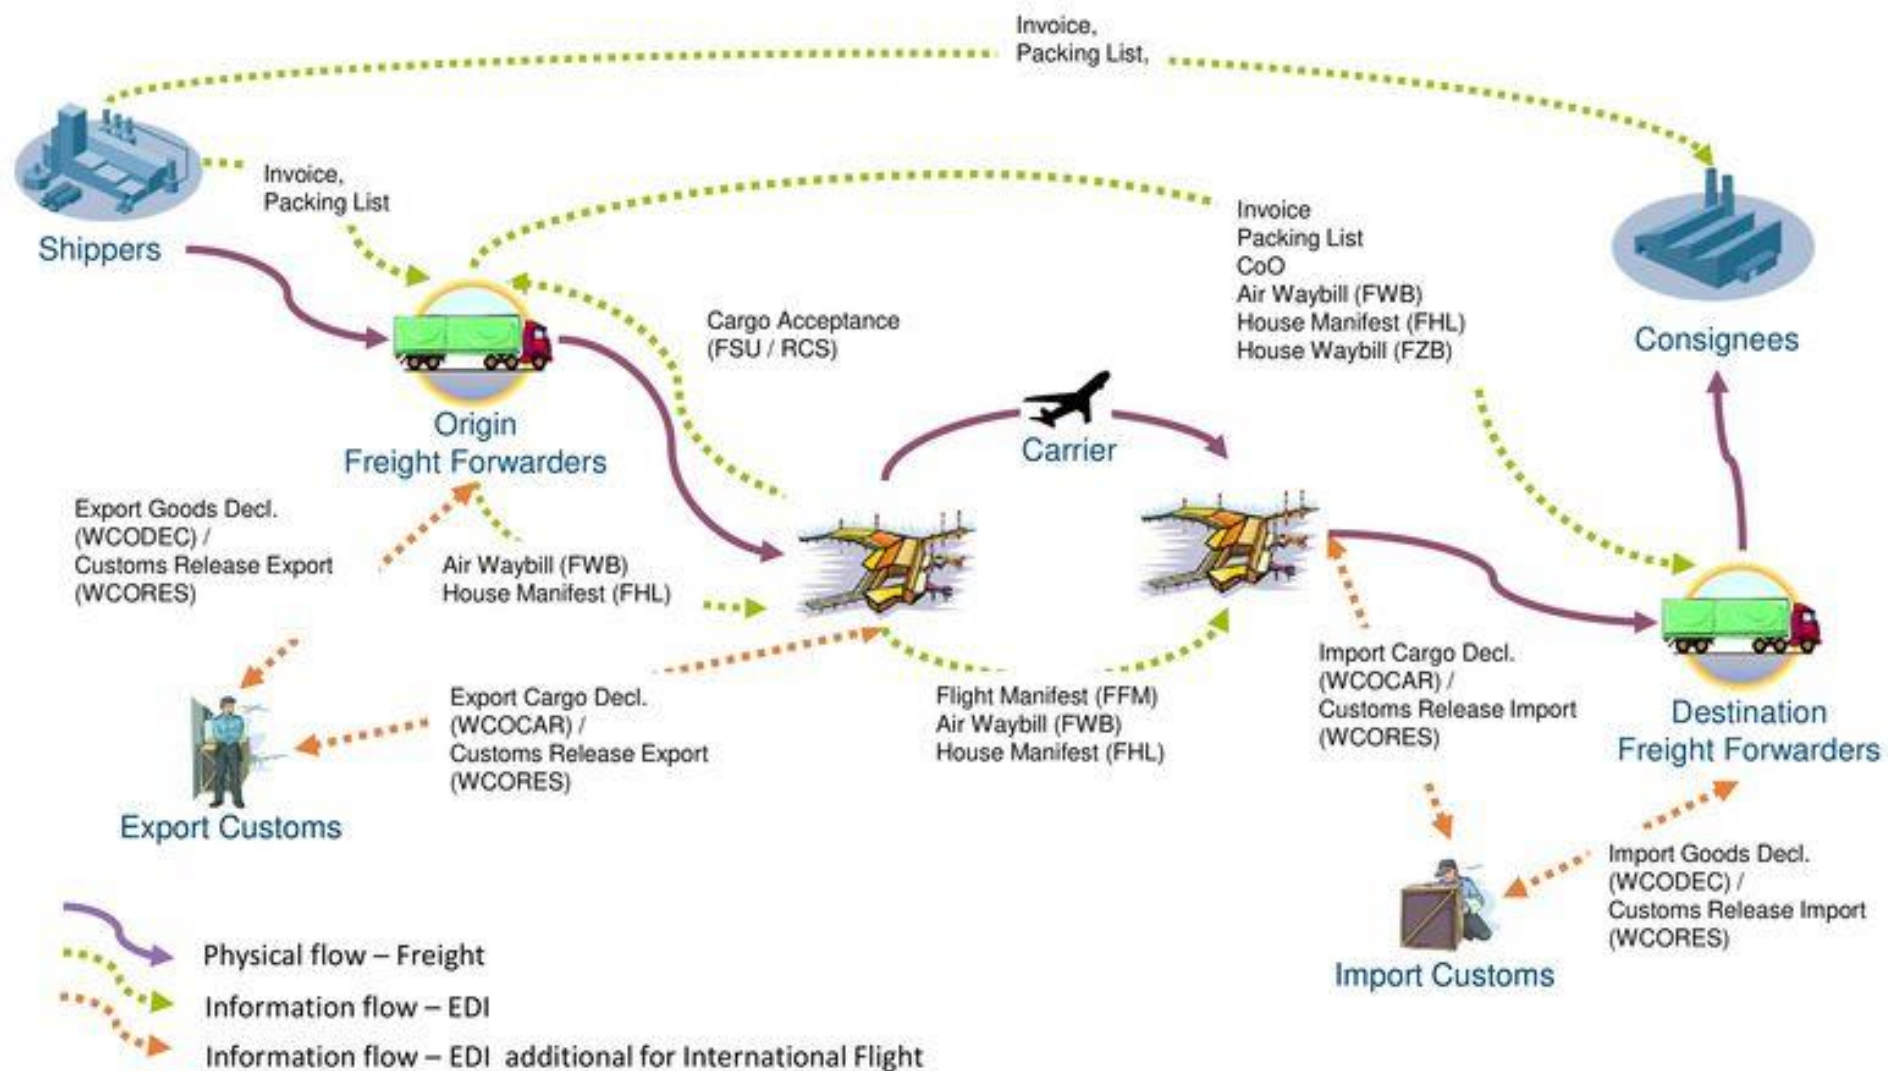 Invoice,
Packing List,
Invoice,
Packing List
Shippers
Invoice
Packing List
CoO
Air Waybill (FWB)
House Manifest (FHL)
House Waybill (FZB)
Consignees
Cargo Acceptance
(FSU / RCS)
Origin
Freight Forwarders
Carrier
Export Goods Decl.
(WCODEC) /
Customs Release Export
(WCORES)
Air Waybill (FWB)
House Manifest (FHL)
Export Cargo Decl.
(WCOCAR) /
Customs Release Export
(WCORES)
Flight Manifest (FFM)
Air Waybill (FWB)
House Manifest (FHL)
Import Cargo Decl.
(WCOCAR) /
Customs Release Import
(WCORES)
Destination
Freight Forwarders
Export Customs
Import Goods Decl.
(WCODEC) /
Customs Release Import
(WCORES)
Import Customs
Physical flow – Freight
Information flow – EDI
Information flow – EDI additional for International Flight